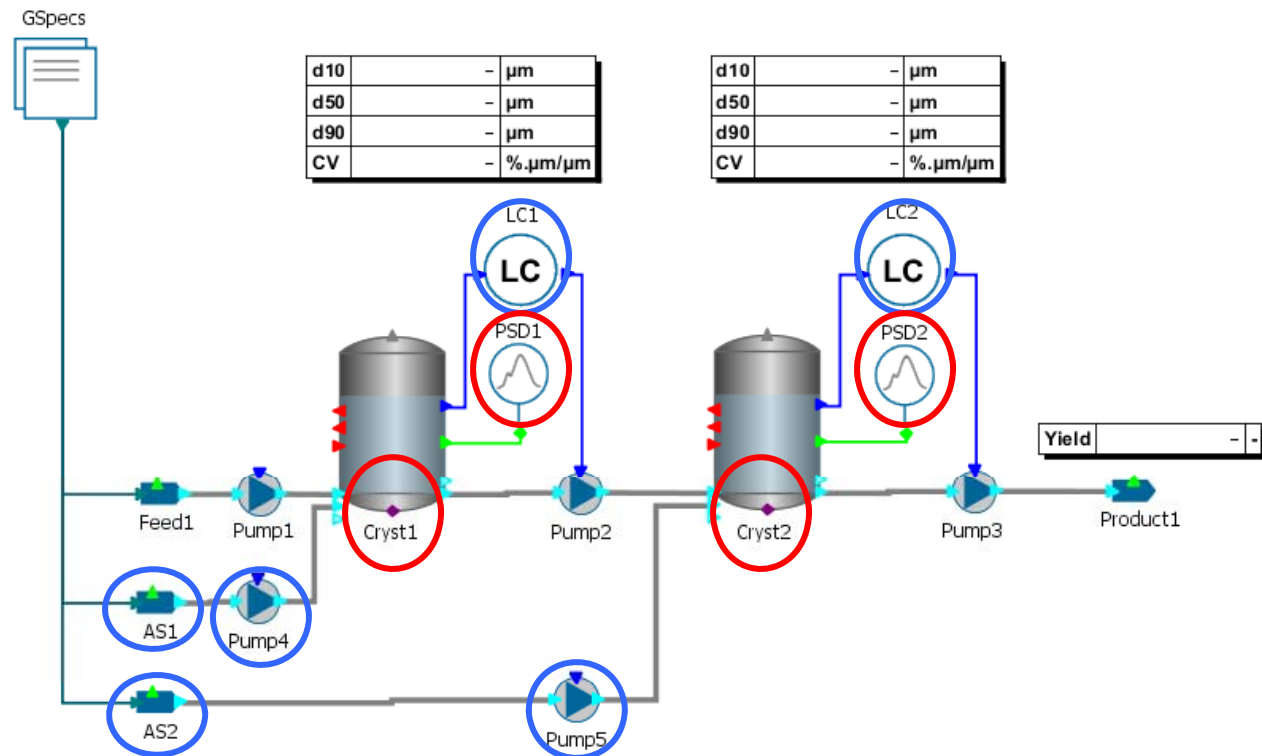 GSpecs
d10 – µm
d50 – µm
d90 – µm
CV – %.µm/µm
d10 – µm
d50 – µm
d90 – µm
CV – %.µm/µm
LC1
LC
PSD1
LC2
LC
PSD2
Yield – -
Feed1
Pump1
Cryst1
Pump2
Cryst2
Pump3
Product1
AS1
Pump4
AS2
Pump5